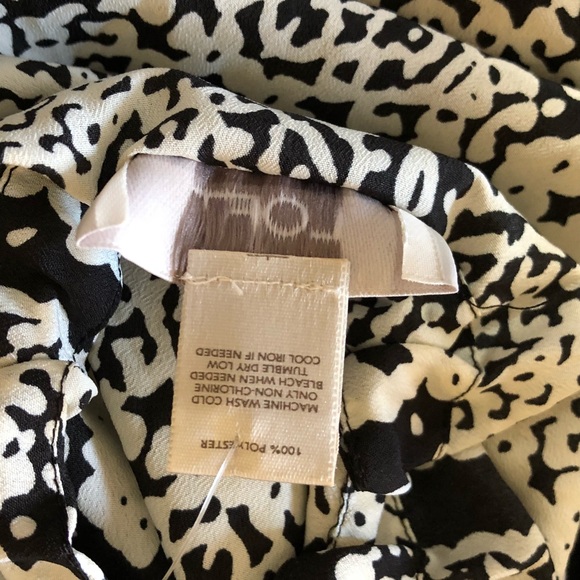 100% POLYESTER
MACHINE WASH COLD
ONLY NON-CHLORINE
BLEACH WHEN NEEDED
TUMBLE DRY LOW
COOL IRON IF NEEDED